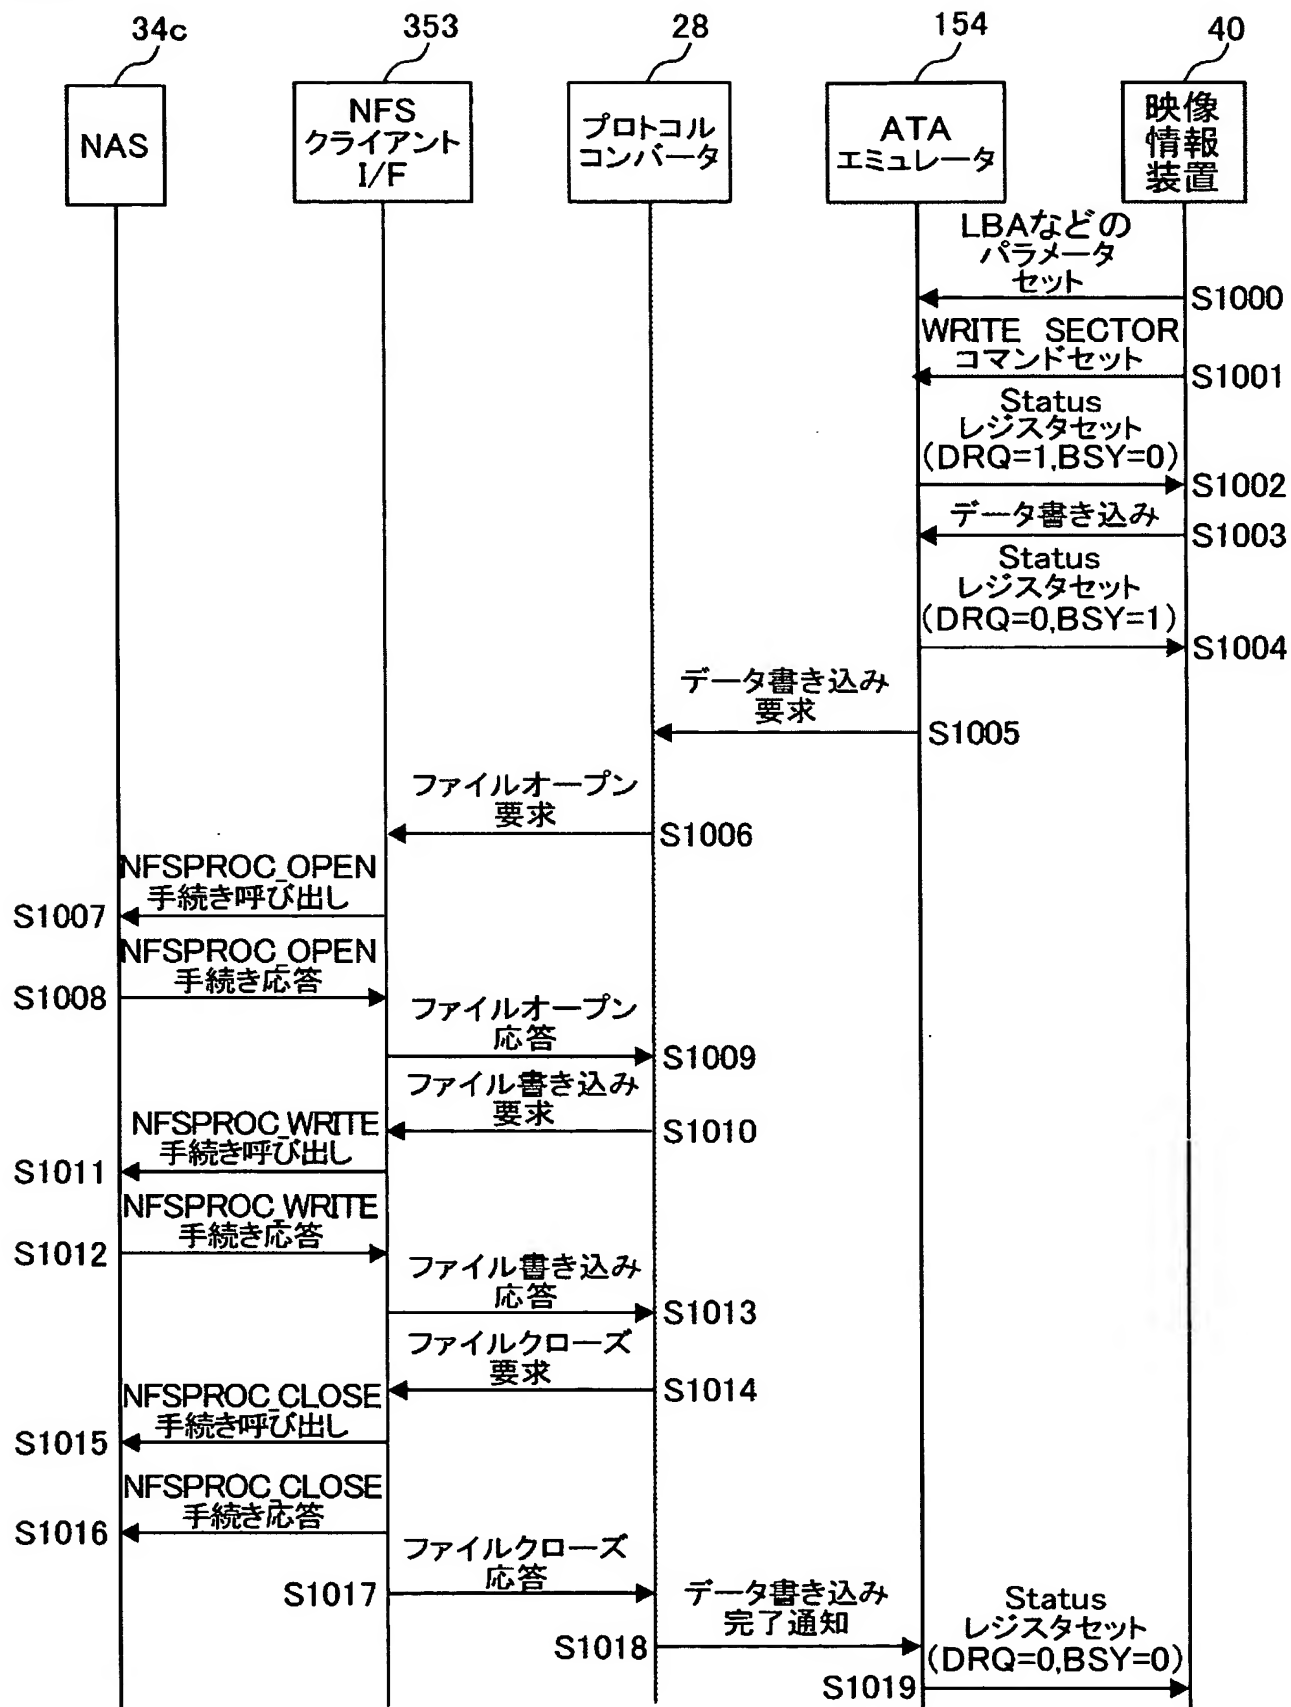 34c
353
28
154
40
NAS
NFS
クライアント
I/F
プロトコル
コンバータ
ATA
エミュレータ
映像
情報
装置
LBAなどの
パラメータ
セット
S1000
WRITE SECTOR
コマンドセット
S1001
Status
レジスタセット
(DRQ=1,BSY=0)
S1002
データ書き込み
S1003
Status
レジスタセット
(DRQ=0,BSY=1)
S1004
データ書き込み
要求
S1005
ファイルオープン
要求
S1006
NFSPROC_OPEN
手続き呼び出し
S1007
NFSPROC_OPEN
手続き応答
S1008
ファイルオープン
応答
S1009
ファイル書き込み
要求
S1010
NFSPROC_WRITE
手続き呼び出し
S1011
NFSPROC_WRITE
手続き応答
S1012
ファイル書き込み
応答
S1013
ファイルクローズ
要求
S1014
NFSPROC_CLOSE
手続き呼び出し
S1015
NFSPROC_CLOSE
手続き応答
S1016
ファイルクローズ
応答
S1017
データ書き込み
完了通知
S1018
Status
レジスタセット
(DRQ=0,BSY=0)
S1019